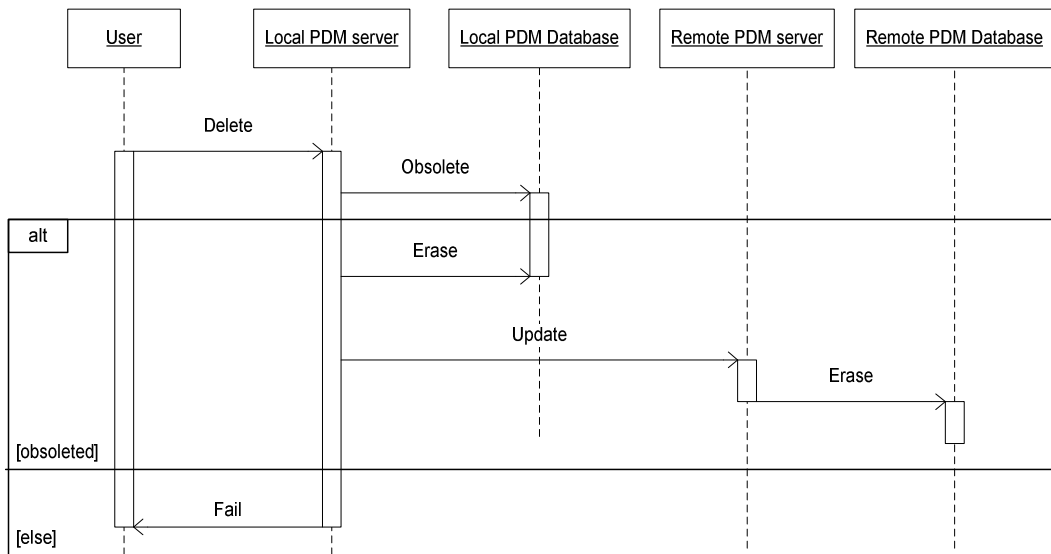 User
Local PDM server
Local PDM Database
Remote PDM server
Remote PDM Database
Delete
Obsolete
alt
Erase
Update
Erase
[obsoleted]
Fail
[else]